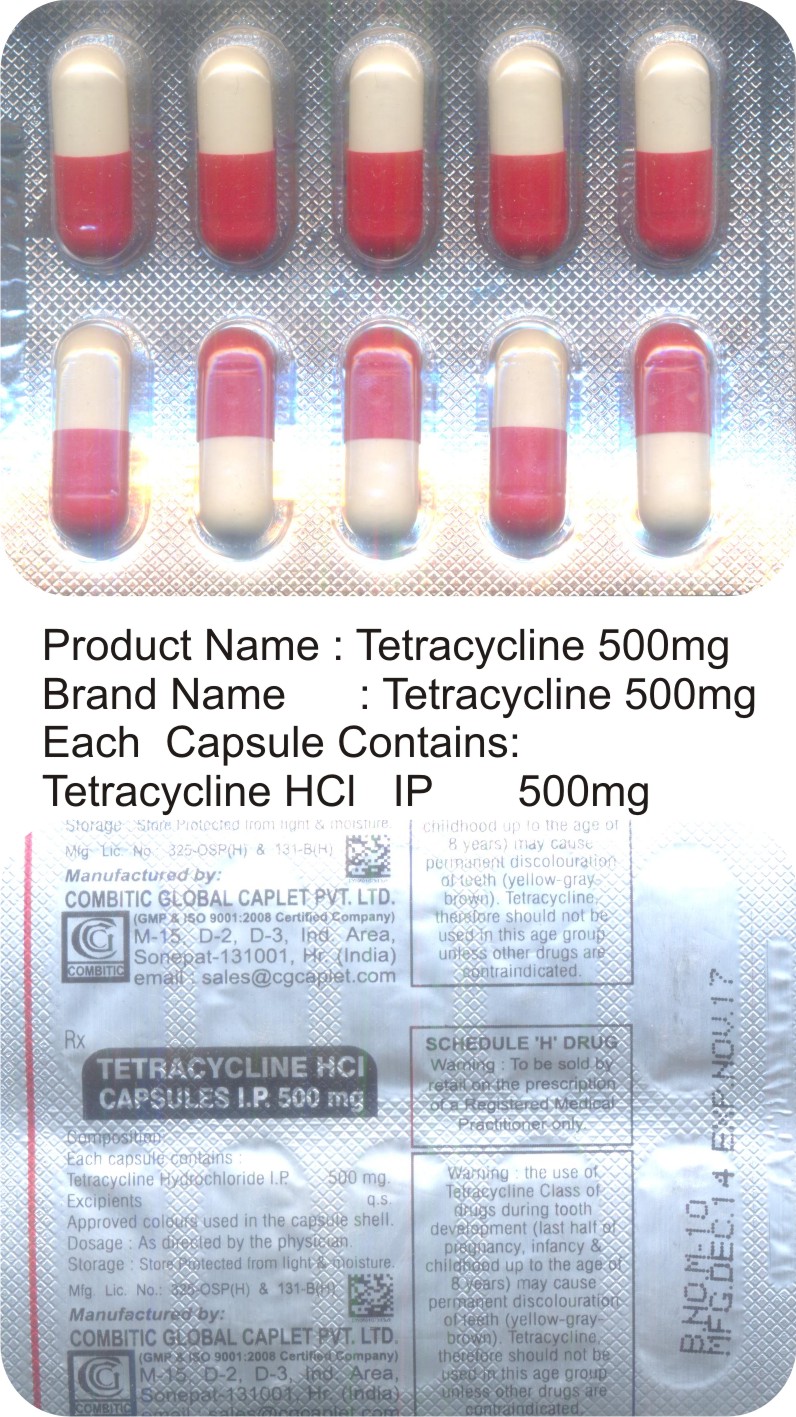 Product Name : Tetracycline 500mg
Brand Name : Tetracycline 500mg
Each Capsule Contains:
Tetracycline HCl IP 500mg
Storage : Store Protected from light & moisture.
Mfg. Lic. No.: 325-OSP(H) & 131-B(H)
Manufactured by:
COMBITIC GLOBAL CAPLET PVT. LTD.
(GMP & ISO 9001:2008 Certified Company)
M-15, D-2, D-3, Ind. Area,
Sonepat-131001, Hr. (India)
email : sales@cgcaplet.com
COMBITIC
childhood up to the age of
8 years) may cause
permanent discolouration
of teeth (yellow-gray-
brown). Tetracycline,
therefore should not be
used in this age group
unless other drugs are
contraindicated.
Rx
TETRACYCLINE HCl
CAPSULES I.P. 500 mg
SCHEDULE 'H' DRUG
Warning : To be sold by
retail on the prescription
of a Registered Medical
Practitioner only.
Composition:
Each capsule contains :
Tetracycline Hydrochloride I.P. 500 mg.
Excipients q.s.
Approved colours used in the capsule shell.
Dosage : As directed by the physician.
Storage : Store Protected from light & moisture.
Mfg. Lic. No.: 325-OSP(H) & 131-B(H)
Manufactured by:
COMBITIC GLOBAL CAPLET PVT. LTD.
(GMP & ISO 9001:2008 Certified Company)
M-15, D-2, D-3, Ind. Area,
Sonepat-131001, Hr. (India)
email : sales@cgcaplet.com
COMBITIC
Warning : the use of
Tetracycline Class of
drugs during tooth
development (last half of
pregnancy, infancy &
childhood up to the age of
8 years) may cause
permanent discolouration
of teeth (yellow-gray-
brown). Tetracycline,
therefore should not be
used in this age group
unless other drugs are
contraindicated.
B.NO.M-19
MFG.DEC.14 EXP.NOV.17